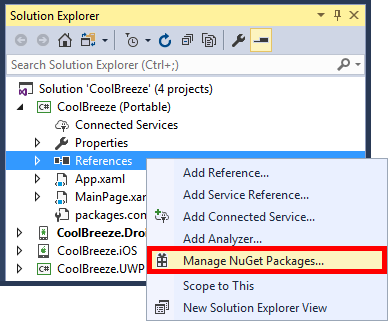 Solution Explorer
Search Solution Explorer (Ctrl+;)
Solution 'CoolBreeze' (4 projects)
C# CoolBreeze (Portable)
Connected Services
Properties
References
App.xaml
MainPage.xa
packages.con
CoolBreeze.Dro
CoolBreeze.iOS
C# CoolBreeze.UWP
Add Reference...
Add Service Reference...
Add Connected Service...
Add Analyzer...
Manage NuGet Packages...
Scope to This
New Solution Explorer View